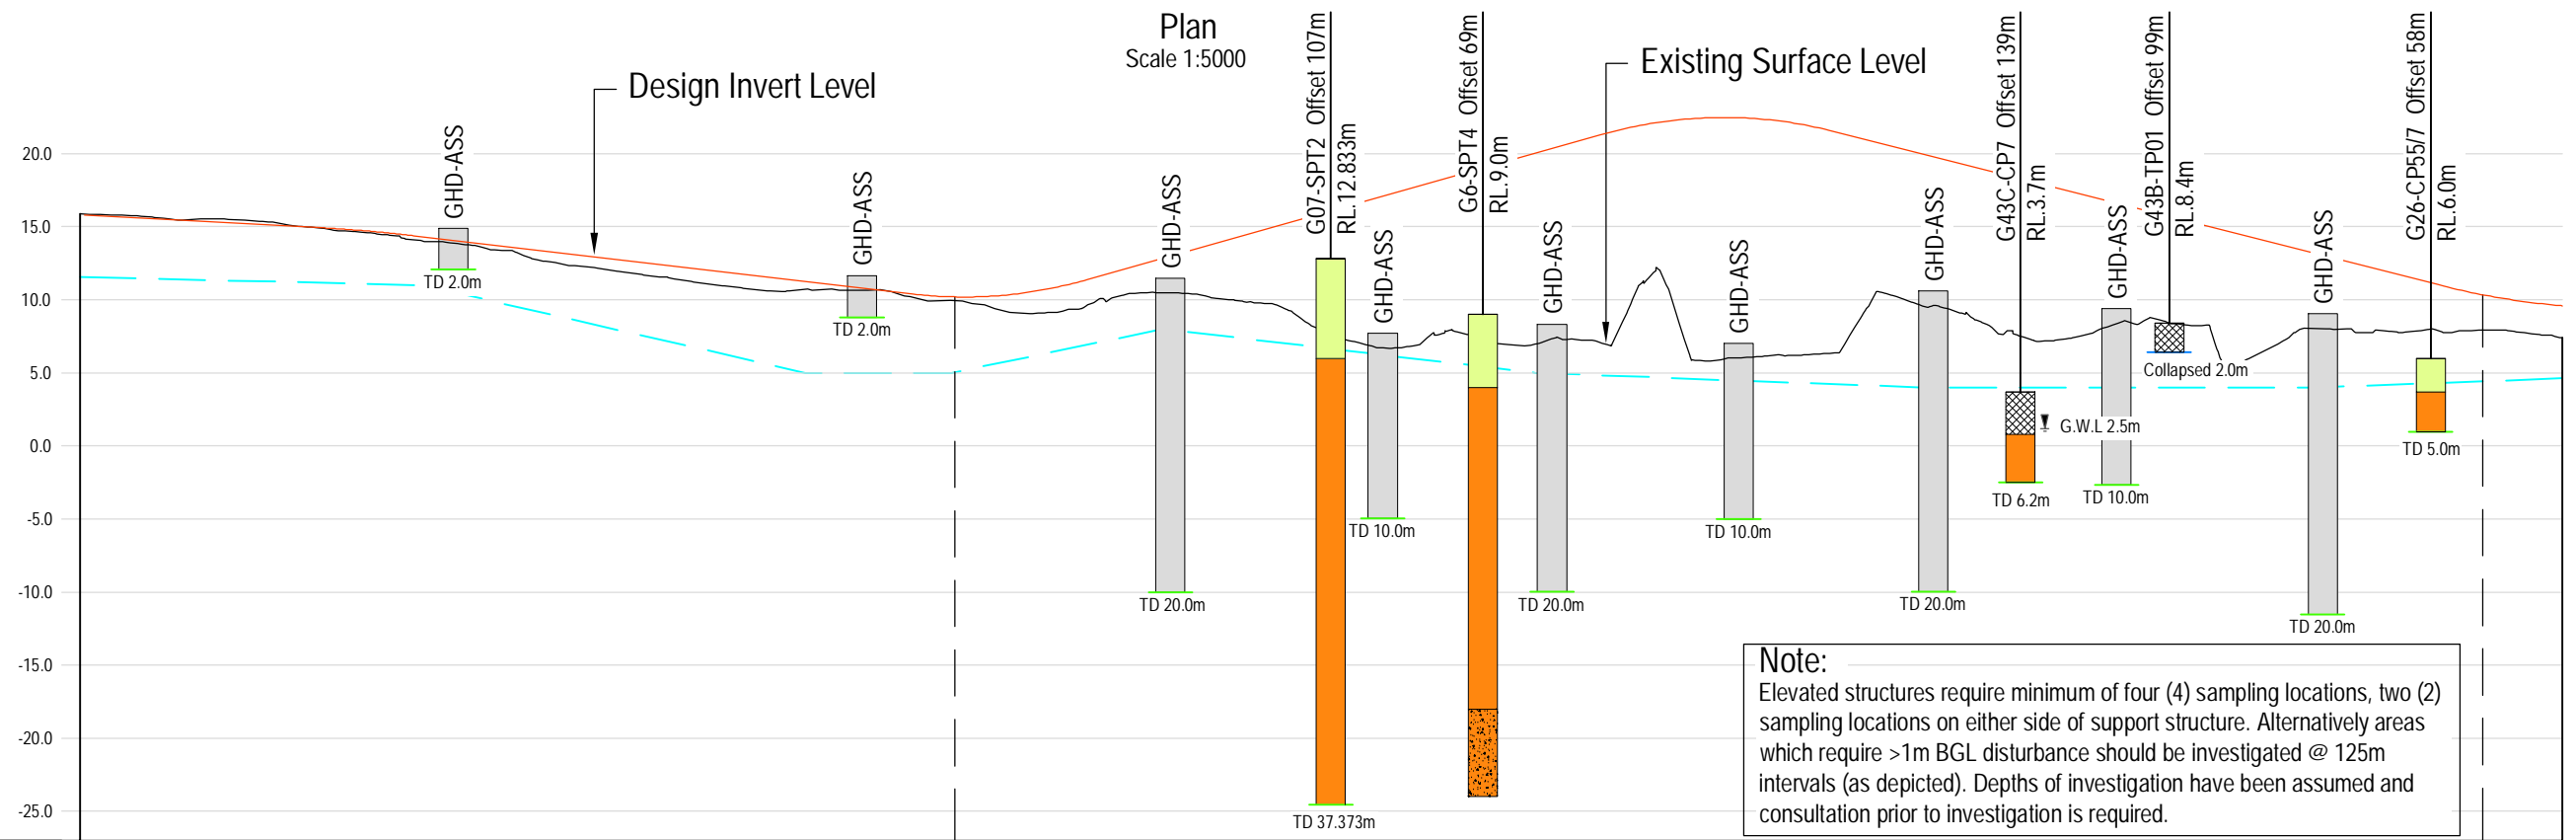 Plan
Scale 1:5000
Design Invert Level
Existing Surface Level
G07-SPT2 Offset 107m
RL.12.833m
G6-SPT4 Offset 69m
RL.9.0m
G43C-CP7 Offset 139m
RL.3.7m
G43B-TP01 Offset 99m
RL.8.4m
G26-CP55/7 Offset 58m
RL.6.0m
GHD-ASS
GHD-ASS
GHD-ASS
GHD-ASS
GHD-ASS
GHD-ASS
GHD-ASS
GHD-ASS
GHD-ASS
20.0
15.0
10.0
5.0
0.0
-5.0
-10.0
-15.0
-20.0
-25.0
TD 2.0m
TD 2.0m
TD 20.0m
TD 37.373m
TD 10.0m
TD 20.0m
TD 10.0m
TD 20.0m
TD 6.2m
G.W.L 2.5m
TD 10.0m
Collapsed 2.0m
TD 20.0m
TD 5.0m
Note:
Elevated structures require minimum of four (4) sampling locations, two (2)
sampling locations on either side of support structure. Alternatively areas
which require >1m BGL disturbance should be investigated @ 125m
intervals (as depicted). Depths of investigation have been assumed and
consultation prior to investigation is required.